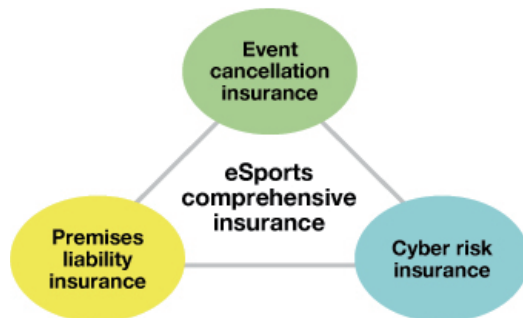 Event
cancellation
insurance
eSports
comprehensive
insurance
Premises
liability
insurance
Cyber risk
insurance